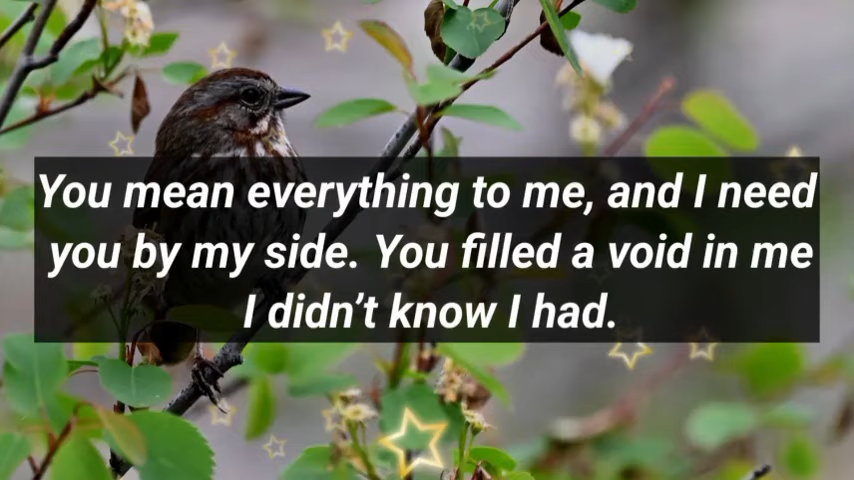 You mean everything to me, and I need
you by my side. You filled a void in me
I didn’t know I had.